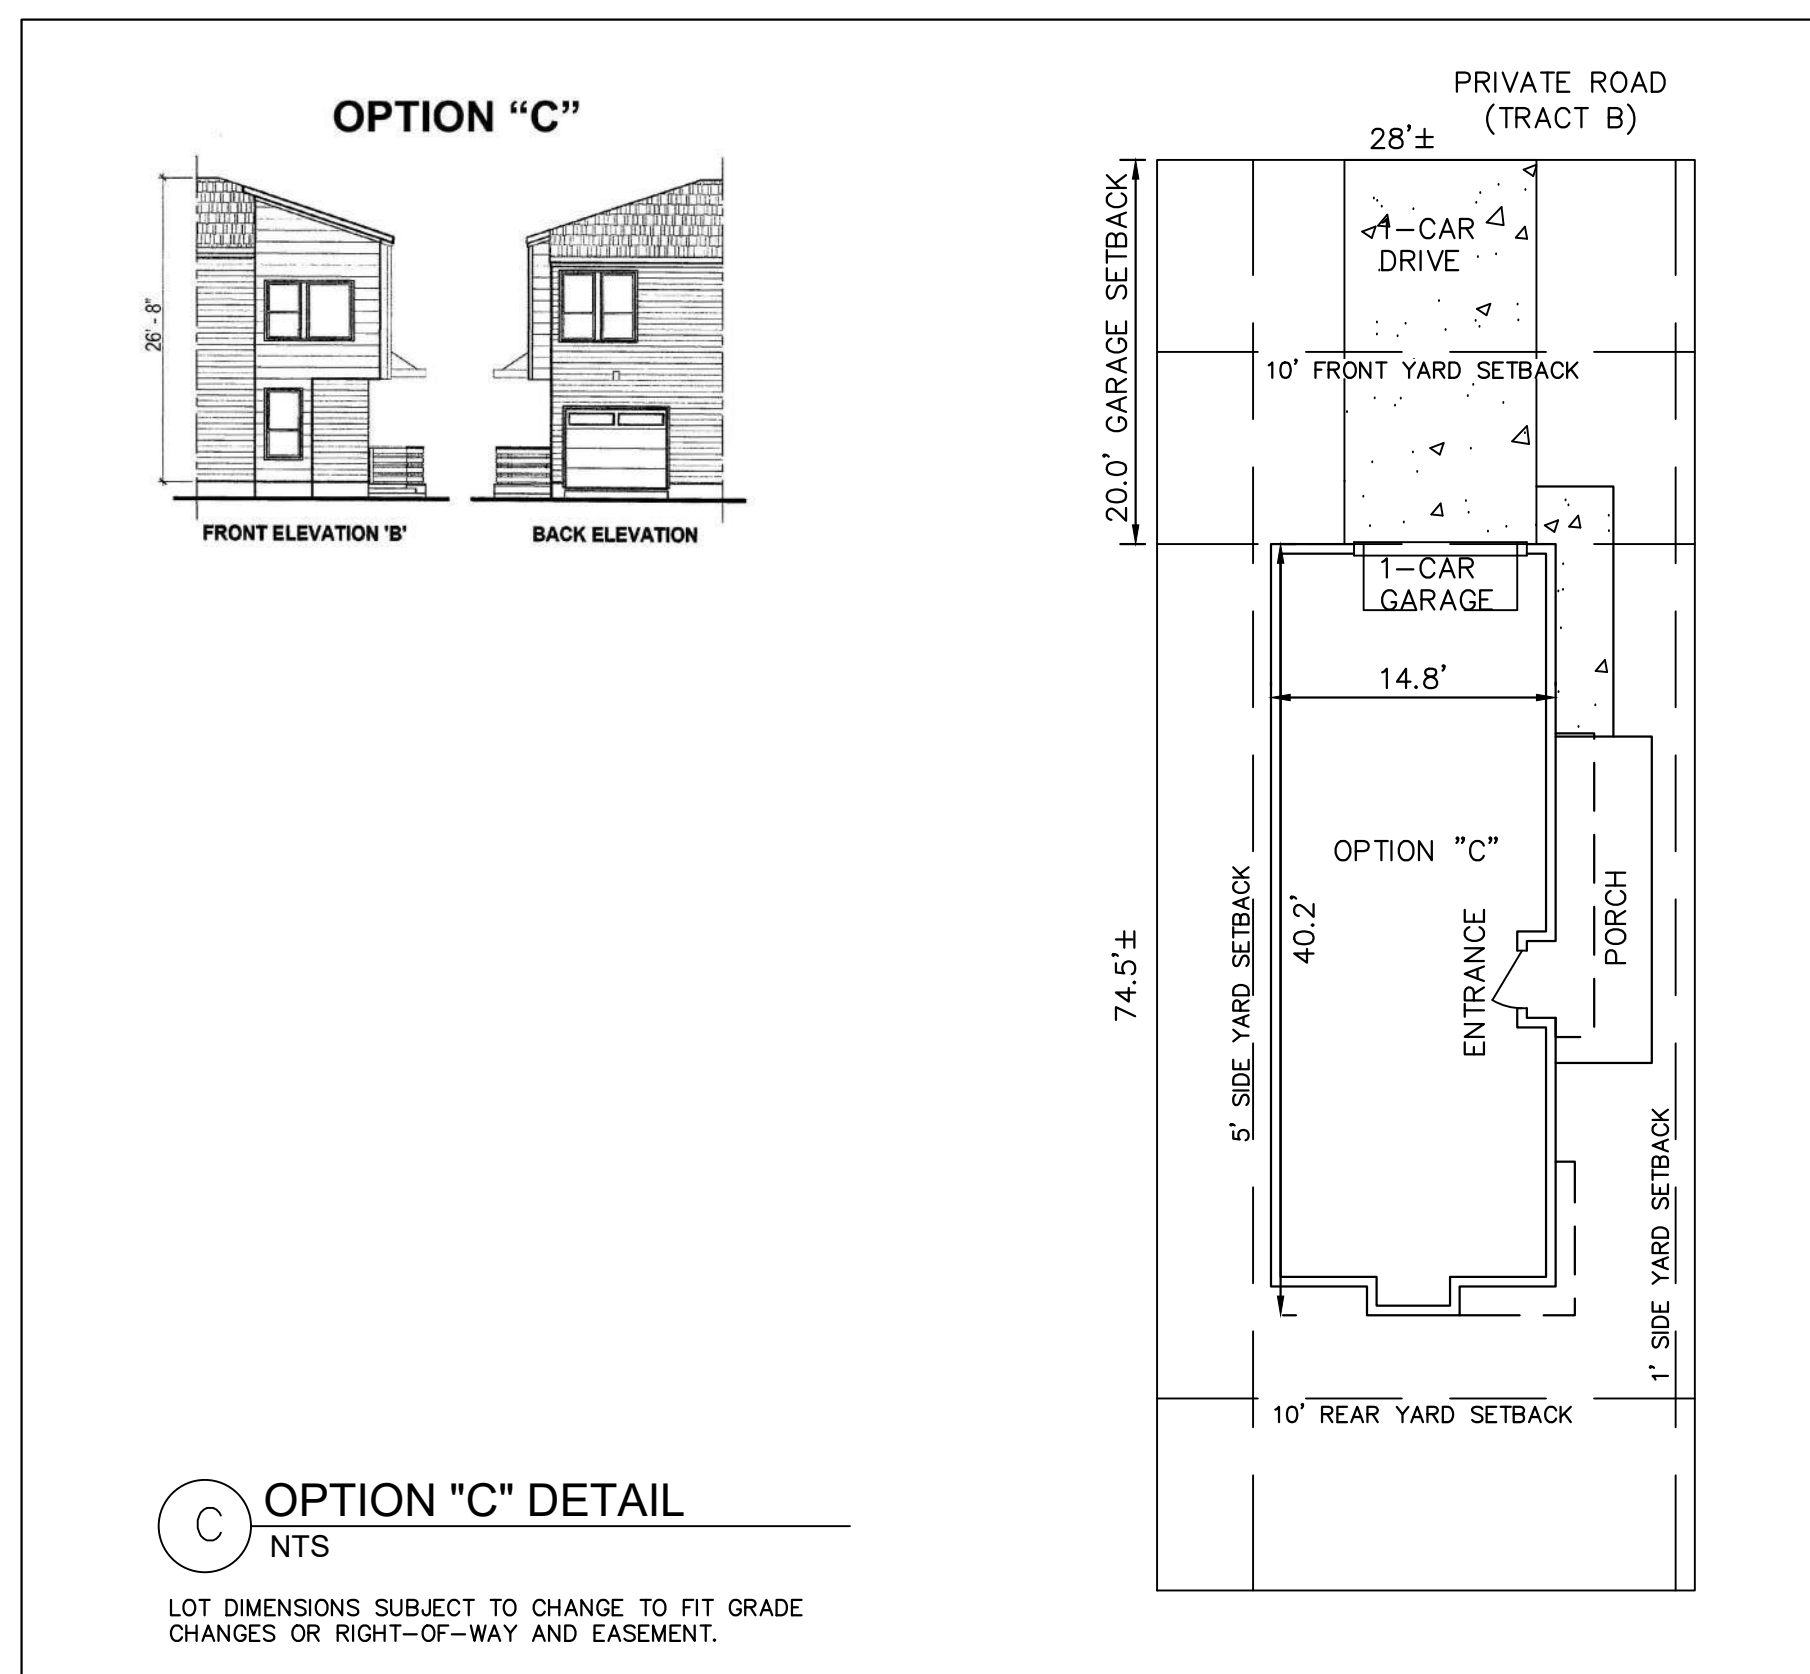 OPTION “C”
26' - 8"
FRONT ELEVATION 'B'
BACK ELEVATION
PRIVATE ROAD
(TRACT B)
28'±
20.0' GARAGE SETBACK
1-CAR
DRIVE
10' FRONT YARD SETBACK
1-CAR
GARAGE
14.8'
OPTION "C"
74.5'±
5' SIDE YARD SETBACK
40.2'
ENTRANCE
PORCH
1' SIDE YARD SETBACK
10' REAR YARD SETBACK
C
OPTION "C" DETAIL
NTS
LOT DIMENSIONS SUBJECT TO CHANGE TO FIT GRADE
CHANGES OR RIGHT-OF-WAY AND EASEMENT.